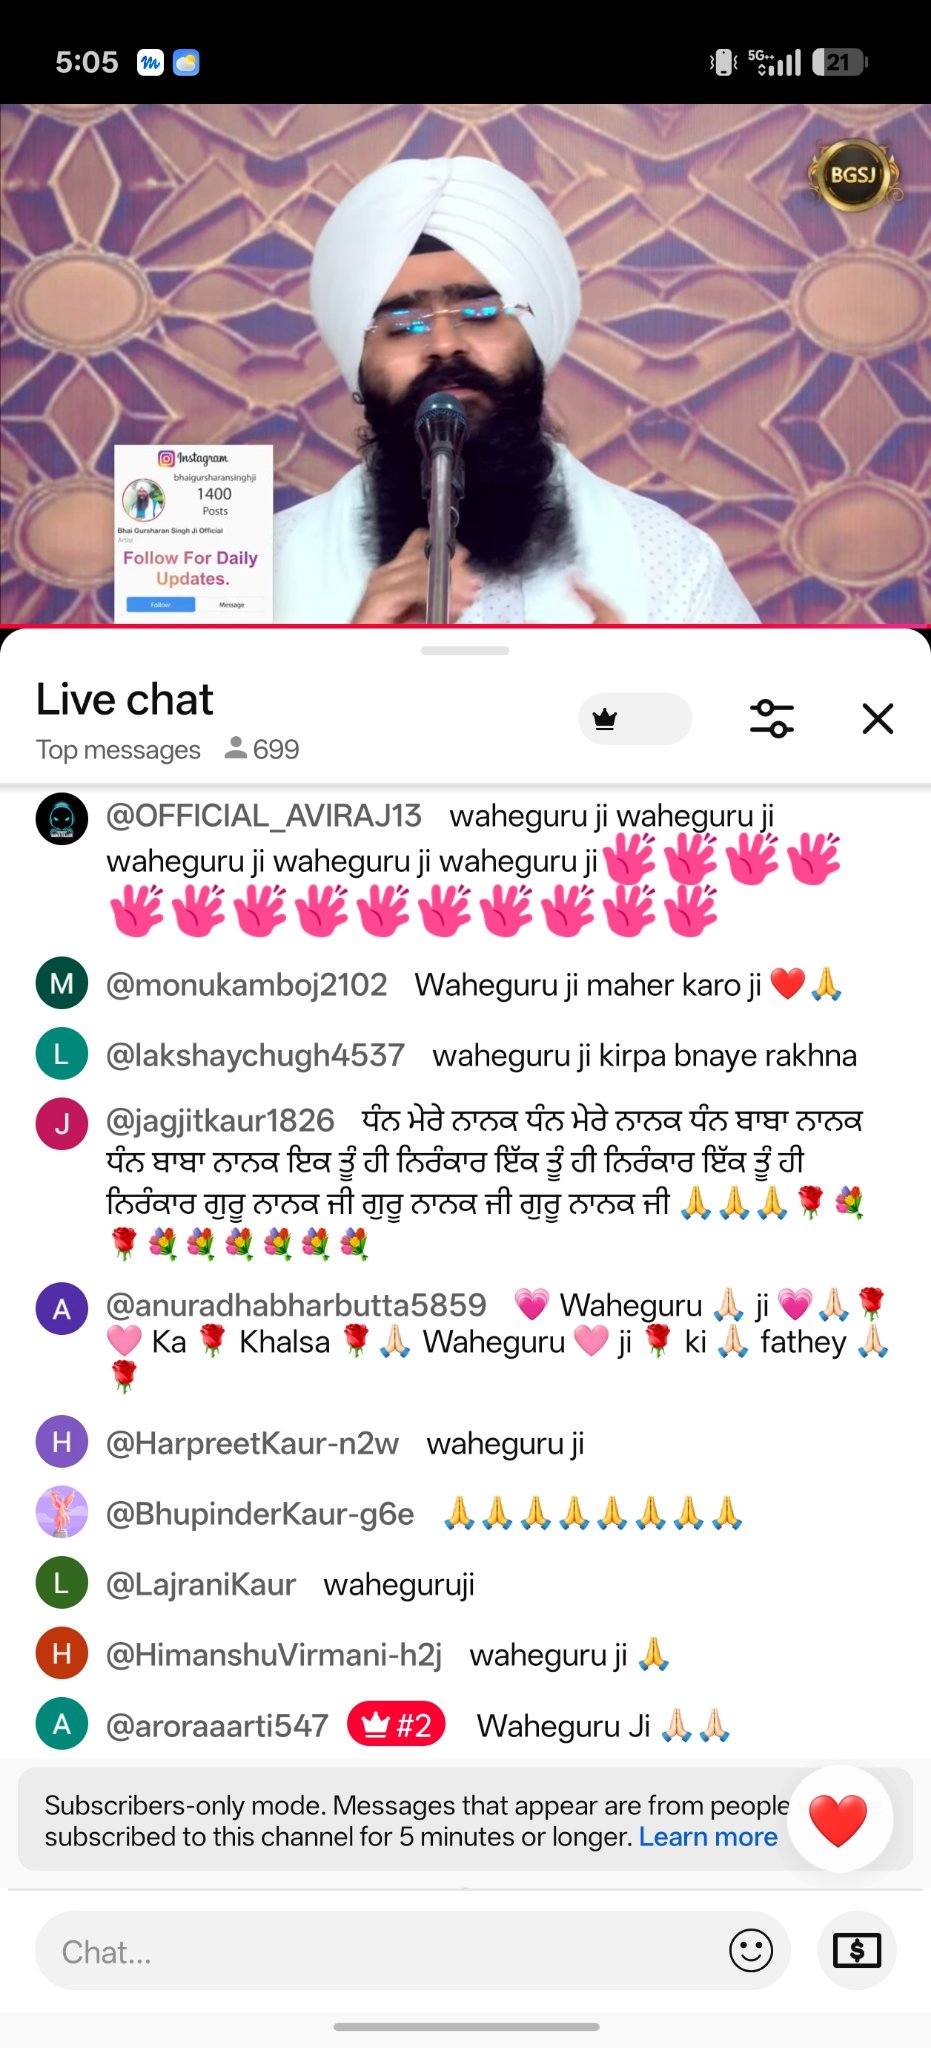 5:05
5G++
21
BGSJ
Instagram
bhaigursharansinghji
1400
Posts
Bhai Gursharan Singh Ji Official
Artist
Follow For Daily
Updates.
Follow Message
Live chat
Top messages 699
@OFFICIAL_AVIRAJ13 waheguru ji waheguru ji
waheguru ji waheguru ji waheguru ji
@monukamboj2102 Waheguru ji maher karo ji ❤️🙏
@lakshaychugh4537 waheguru ji kirpa bnaye rakhna
@jagjitkaur1826 ਧੰਨ ਮੇਰੇ ਨਾਨਕ ਧੰਨ ਮੇਰੇ ਨਾਨਕ ਧੰਨ ਬਾਬਾ ਨਾਨਕ
ਧੰਨ ਬਾਬਾ ਨਾਨਕ ਇਕ ਤੂੰ ਹੀ ਨਿਰੰਕਾਰ ਇੱਕ ਤੂੰ ਹੀ ਨਿਰੰਕਾਰ ਇੱਕ ਤੂੰ ਹੀ
ਨਿਰੰਕਾਰ ਗੁਰੂ ਨਾਨਕ ਜੀ ਗੁਰੂ ਨਾਨਕ ਜੀ ਗੁਰੂ ਨਾਨਕ ਜੀ 🙏🙏🙏🌹💐
🌹💐💐💐💐💐💐
@anuradhabharbutta5859 💗 Waheguru 🙏🏻 ji 💗🙏🏻🌹
🩷 Ka 🌹 Khalsa 🌹🙏🏻 Waheguru 🩷 ji 🌹 ki 🙏🏻 fathey 🙏🏻
🌹
@HarpreetKaur-n2w waheguru ji
@BhupinderKaur-g6e 🙏🙏🙏🙏🙏🙏🙏🙏
@LajraniKaur waheguruji
@HimanshuVirmani-h2j waheguru ji 🙏
@aroraaarti547 #2 Waheguru Ji 🙏🏻🙏🏻
Subscribers-only mode. Messages that appear are from people
subscribed to this channel for 5 minutes or longer. Learn more
Chat...